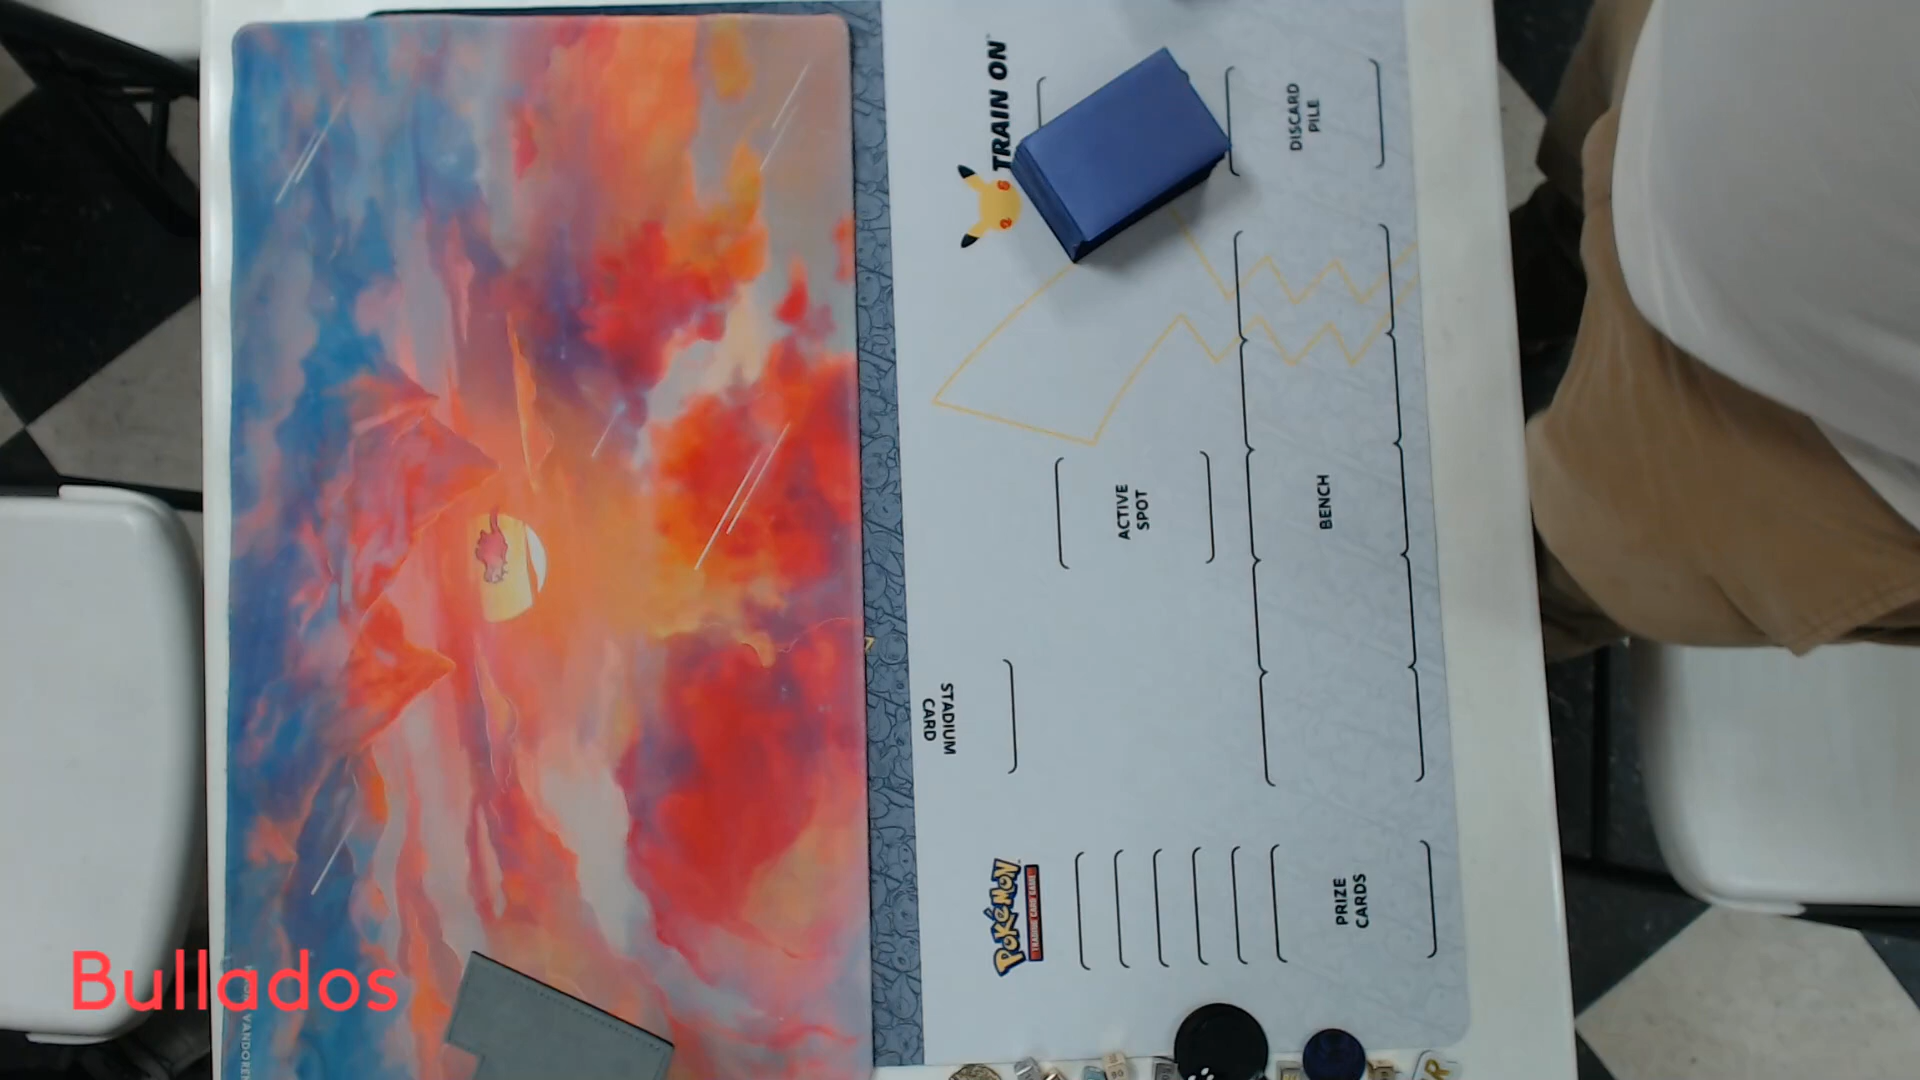 TRAIN ON
DISCARD
PILE
ACTIVE
SPOT
BENCH
STADIUM
CARD
Pokémon
TRADING CARD GAME
PRIZE
CARDS
Bullados